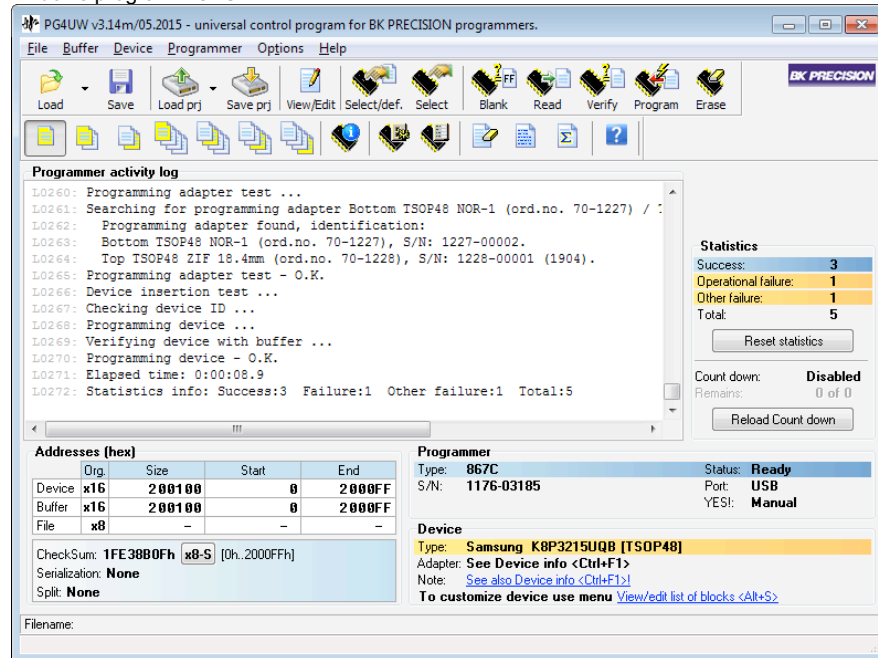 PG4UW v3.14m/05.2015 - universal control program for BK PRECISION programmers.
File Buffer Device Programmer Options Help
Load Save Load prj Save prj View/Edit Select/def. Select Blank Read Verify Program Erase
BK PRECISION
Programmer activity log
L0260: Programming adapter test ...
L0261: Searching for programming adapter Bottom TSOP48 NOR-1 (ord.no. 70-1227) /
L0262: Programming adapter found, identification:
L0263: Bottom TSOP48 NOR-1 (ord.no. 70-1227), S/N: 1227-00002.
L0264: Top TSOP48 ZIF 18.4mm (ord.no. 70-1228), S/N: 1228-00001 (1904).
L0265: Programming adapter test - O.K.
L0266: Device insertion test ...
L0267: Checking device ID ...
L0268: Programming device ...
L0269: Verifying device with buffer ...
L0270: Programming device - O.K.
L0271: Elapsed time: 0:00:08.9
L0272: Statistics info: Success:3 Failure:1 Other failure:1 Total:5
Statistics
Success: 3
Operational failure: 1
Other failure: 1
Total: 5
Reset statistics
Count down: Disabled
Remains: 0 of 0
Reload Count down
Addresses (hex)
Org. Size Start End
Device x16 200100 0 2000FF
Buffer x16 200100 0 2000FF
File x8 - - -
CheckSum: 1FE38B0Fh x8-S [0h..2000FFh]
Serialization: None
Split: None
Programmer
Type: 867C Status: Ready
S/N: 1176-03185 Port: USB
YES!: Manual
Device
Type: Samsung K8P3215UQB [TSOP48]
Adapter: See Device info <Ctrl+F1>
Note: See also Device info <Ctrl+F1>!
To customize device use menu View/edit list of blocks <Alt+S>
Filename: